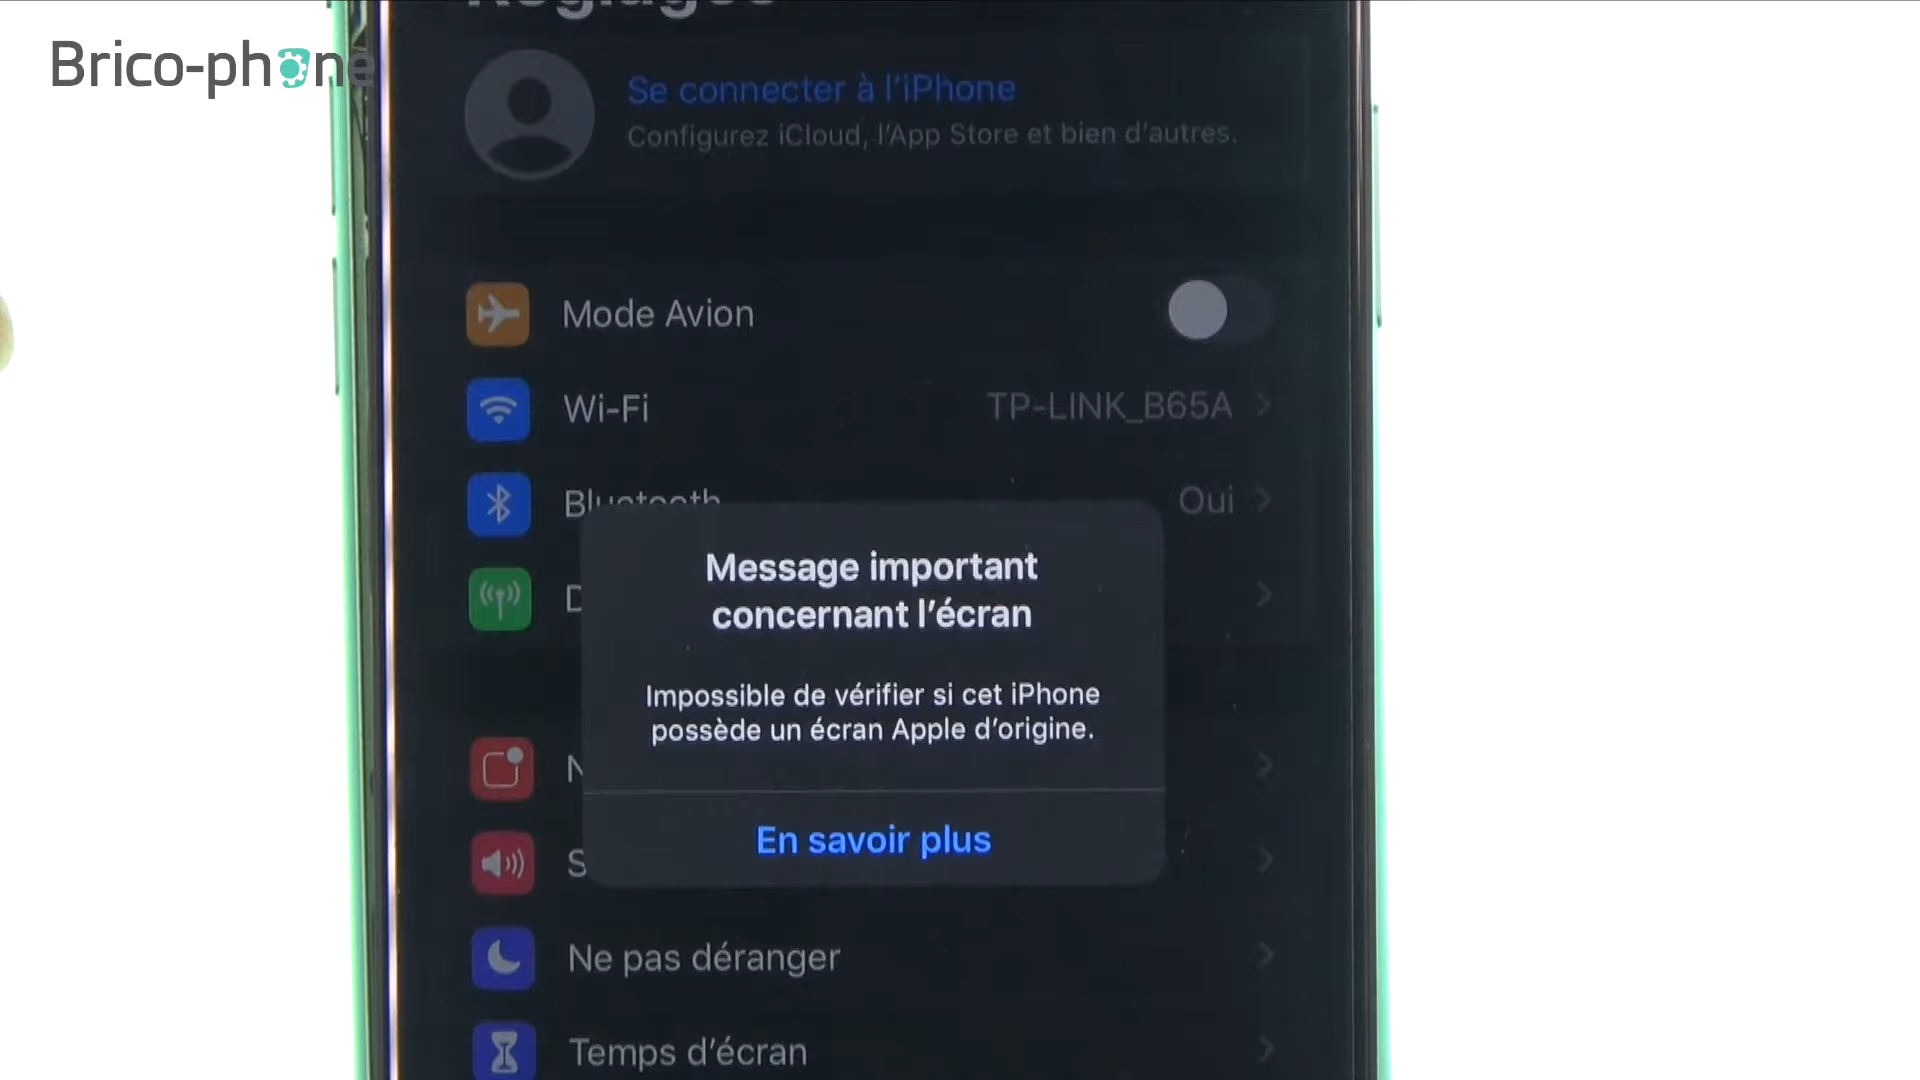 Brico-phone
Réglages
Se connecter à l'iPhone
Configurez iCloud, l'App Store et bien d'autres.
Mode Avion
Wi-Fi TP-LINK_B65A
Bluetooth Oui
Message important
concernant l'écran
Impossible de vérifier si cet iPhone
possède un écran Apple d'origine.
En savoir plus
Ne pas déranger
Temps d'écran